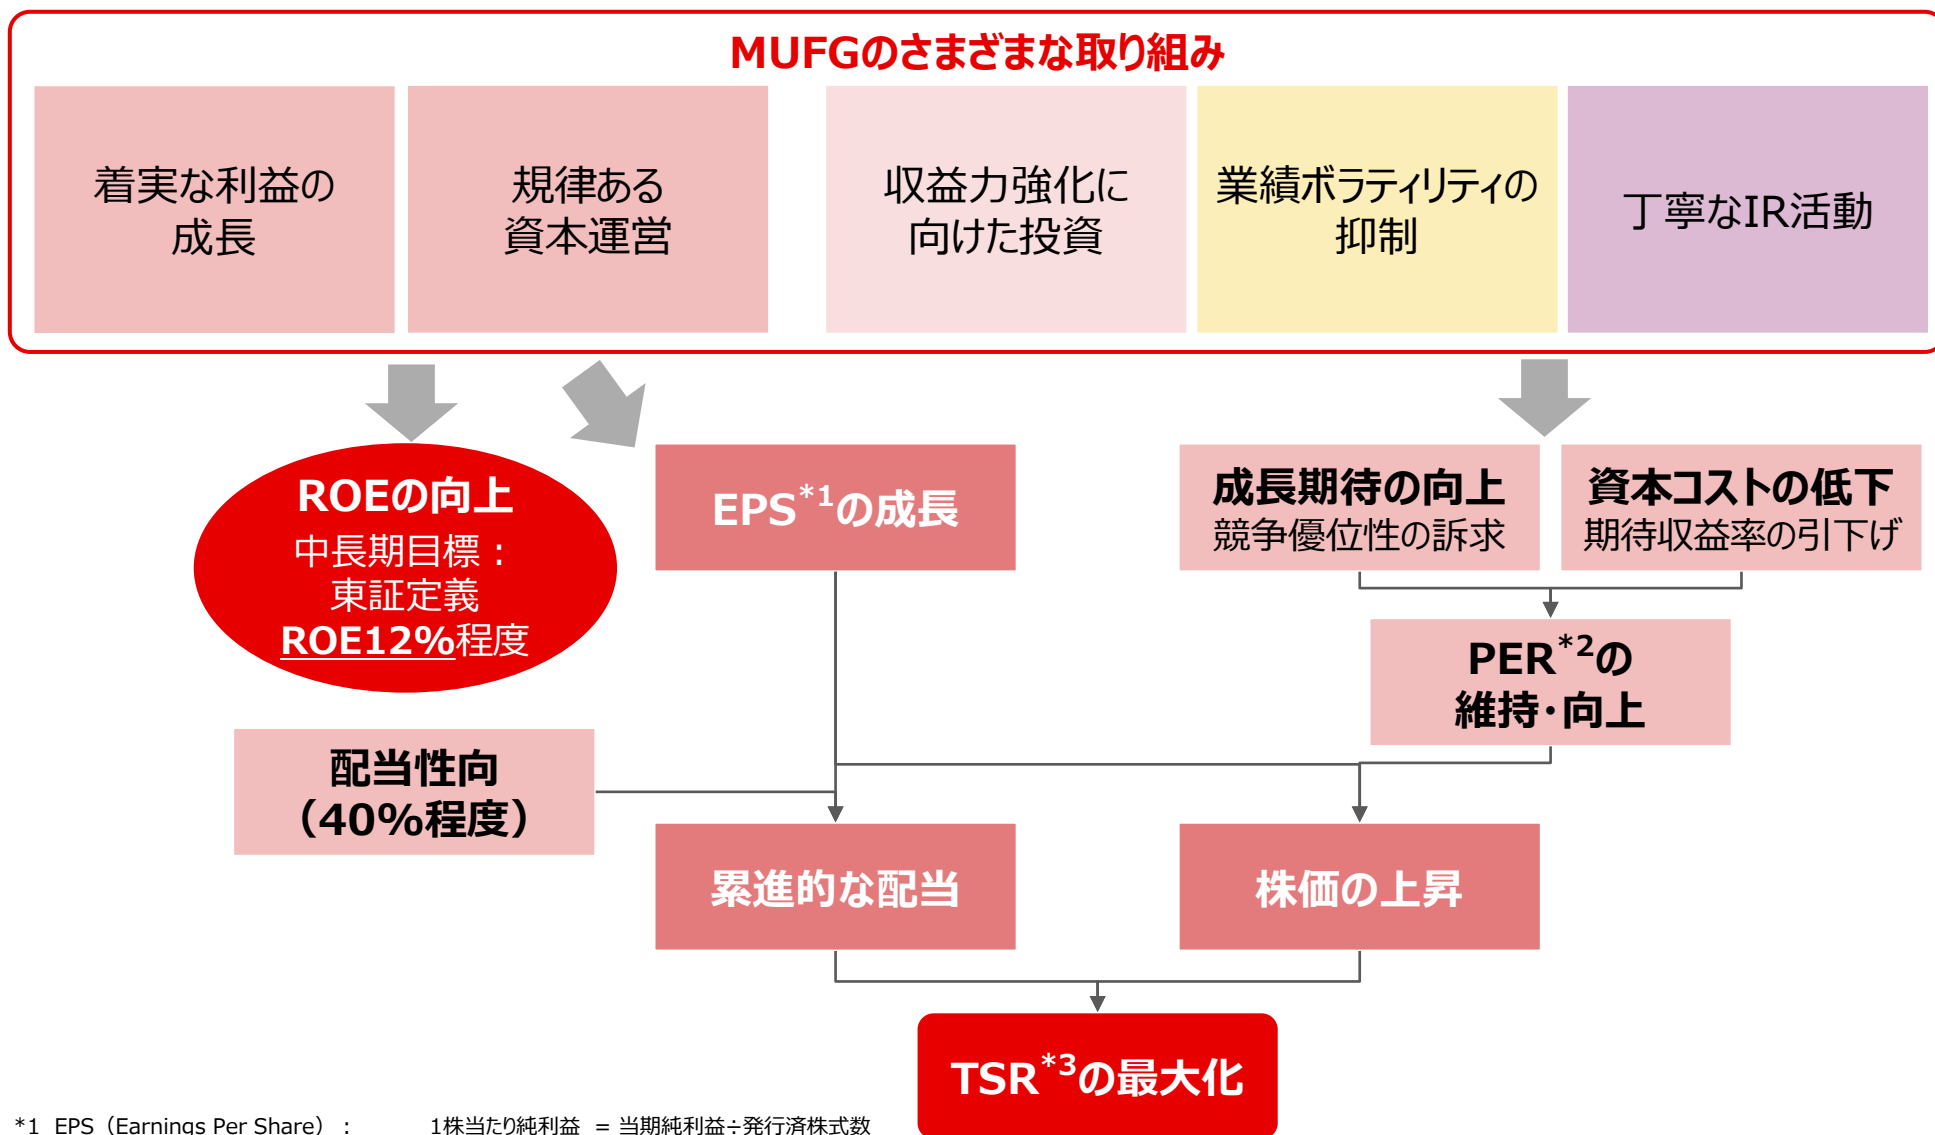 MUFGのさまざまな取り組み
着実な利益の
成長
規律ある
資本運営
収益力強化に
向けた投資
業績ボラティリティの
抑制
丁寧なIR活動
ROEの向上
中長期目標：
東証定義
ROE12%程度
EPS*1の成長
成長期待の向上
競争優位性の訴求
資本コストの低下
期待収益率の引下げ
PER*2の
維持・向上
配当性向
（40%程度）
累進的な配当
株価の上昇
TSR*3の最大化
*1 EPS（Earnings Per Share）： 1株当たり純利益 = 当期純利益÷発行済株式数